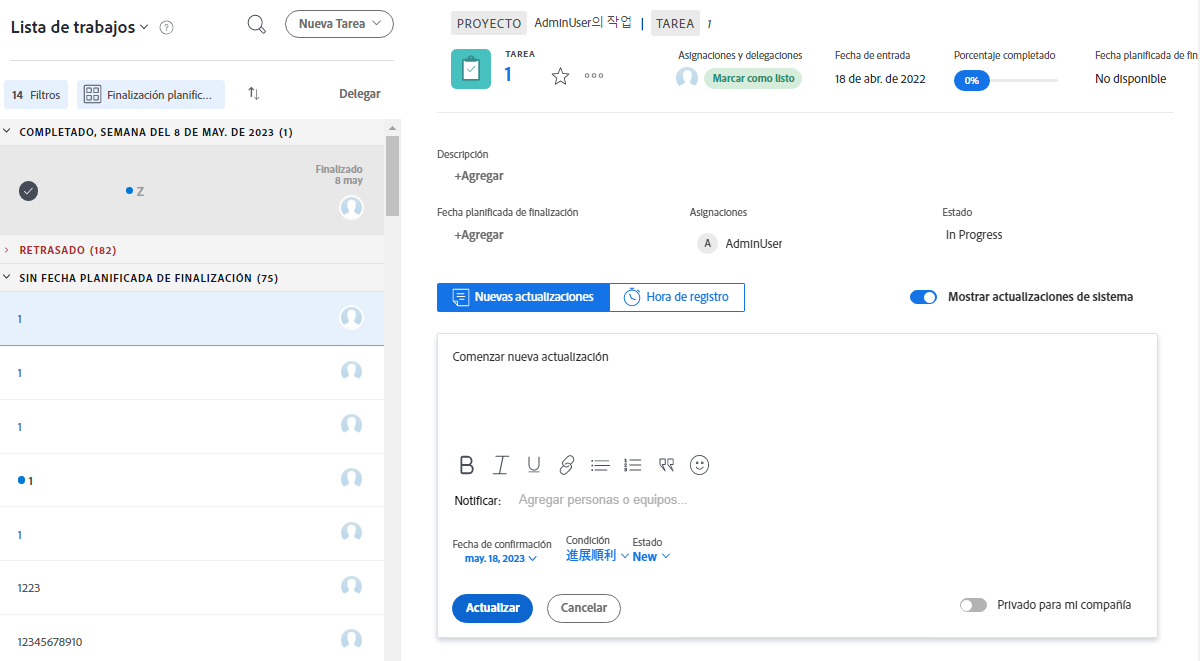 Lista de trabajos
?
Nueva Tarea
14 Filtros
Finalización planific...
Delegar
COMPLETADO, SEMANA DEL 8 DE MAY. DE 2023 (1)
Z
Finalizado
8 may
RETRASADO (182)
SIN FECHA PLANIFICADA DE FINALIZACIÓN (75)
1
1
1
1
1
1223
12345678910
PROYECTO AdminUser의 작업 | TAREA 1
TAREA
1
Asignaciones y delegaciones
Marcar como listo
Fecha de entrada
18 de abr. de 2022
Porcentaje completado
0%
Fecha planificada de fin
No disponible
Descripción
+Agregar
Fecha planificada de finalización
+Agregar
Asignaciones
A AdminUser
Estado
In Progress
Nuevas actualizaciones
Hora de registro
Mostrar actualizaciones de sistema
Comenzar nueva actualización
Notificar: Agregar personas o equipos...
Fecha de confirmación
may. 18, 2023
Condición
進展順利
Estado
New
Actualizar
Cancelar
Privado para mi compañía